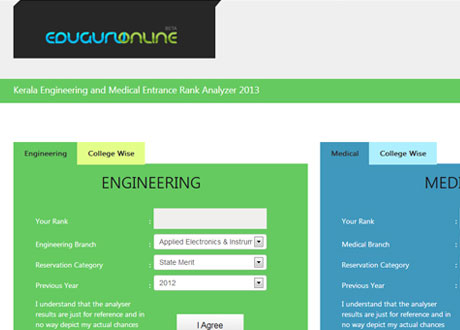 EDUGURUONLINE
BETA
Kerala Engineering and Medical Entrance Rank Analyzer 2013
Engineering College Wise
ENGINEERING
Your Rank :
Engineering Branch : Applied Electronics & Instrum
Reservation Category : State Merit
Previous Year : 2012
I understand that the analyser
results are just for reference and in
no way depict my actual chances
I Agree
Medical College Wise
MED
Your Rank :
Medical Branch :
Reservation Category :
Previous Year :
I understand that the analyser
results are just for reference and in
no way depict my actual chances